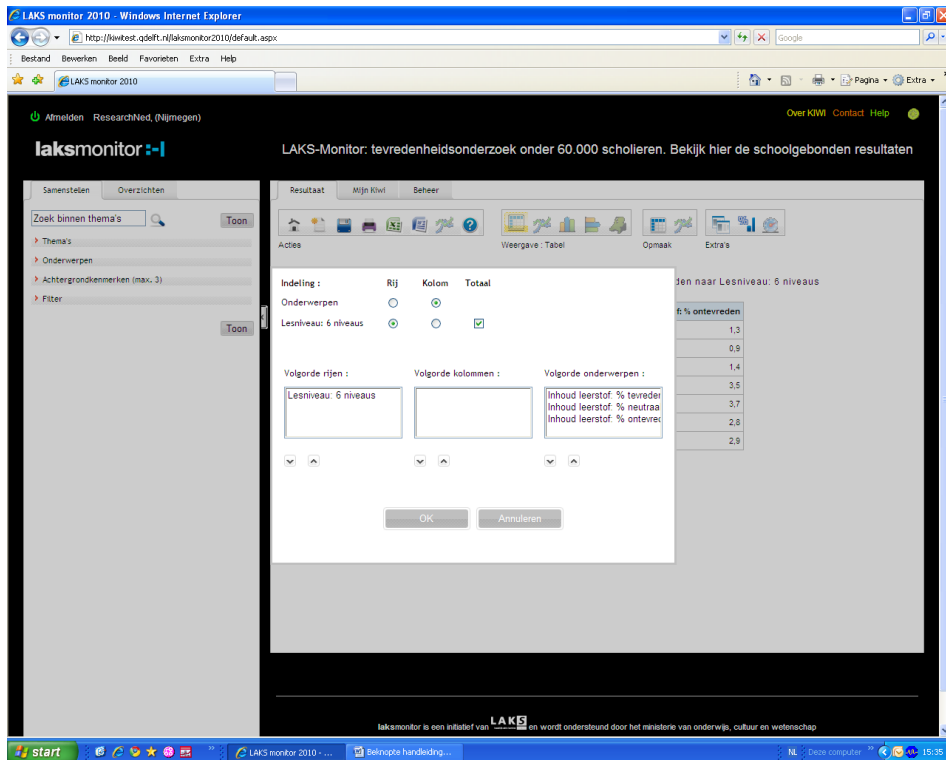 LAKS monitor 2010 - Windows Internet Explorer
http://kiwitest.qdelft.nl/laksmonitor2010/default.aspx
Google
Bestand Bewerken Beeld Favorieten Extra Help
LAKS monitor 2010
Pagina Extra
Afmelden ResearchNed, (Nijmegen)
Over KIWI Contact Help
laksmonitor :-|
LAKS-Monitor: tevredenheidsonderzoek onder 60.000 scholieren. Bekijk hier de schoolgebonden resultaten
Samenstellen Overzichten
Resultaat Mijn Kiwi Beheer
Zoek binnen thema's
Toon
Thema's
Onderwerpen
Achtergrondkenmerken (max. 3)
Filter
Toon
Acties
Weergave : Tabel
Opmaak
Extra's
den naar Lesniveau: 6 niveaus
f: % ontevreden
1,3
0,9
1,4
3,5
3,7
2,8
2,9
Indeling : Rij Kolom Totaal
Onderwerpen
Lesniveau: 6 niveaus
Volgorde rijen : Volgorde kolommen : Volgorde onderwerpen :
Lesniveau: 6 niveaus
Inhoud leerstof: % tevreden
Inhoud leerstof: % neutraa
Inhoud leerstof: % ontevred
OK Annuleren
laksmonitor is een initiatief van LAKS en wordt ondersteund door het ministerie van onderwijs, cultuur en wetenschap
start
LAKS monitor 2010 - ...
Beknopte handleiding...
NL Deze computer
15:35